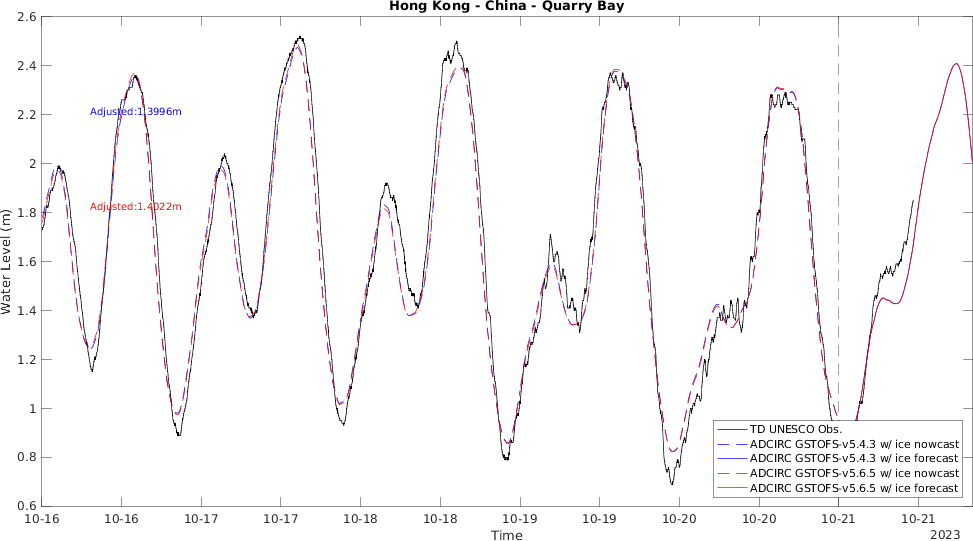 Hong Kong - China - Quarry Bay
2.6
2.4
2.2
2
1.8
1.6
1.4
1.2
1
0.8
0.6
Water Level (m)
Adjusted:1.3996m
Adjusted:1.4022m
TD UNESCO Obs.
ADCIRC GSTOFS-v5.4.3 w/ ice nowcast
ADCIRC GSTOFS-v5.4.3 w/ ice forecast
ADCIRC GSTOFS-v5.6.5 w/ ice nowcast
ADCIRC GSTOFS-v5.6.5 w/ ice forecast
10-16 10-16 10-17 10-17 10-18 10-18 10-19 10-19 10-20 10-20 10-21 10-21
Time
2023